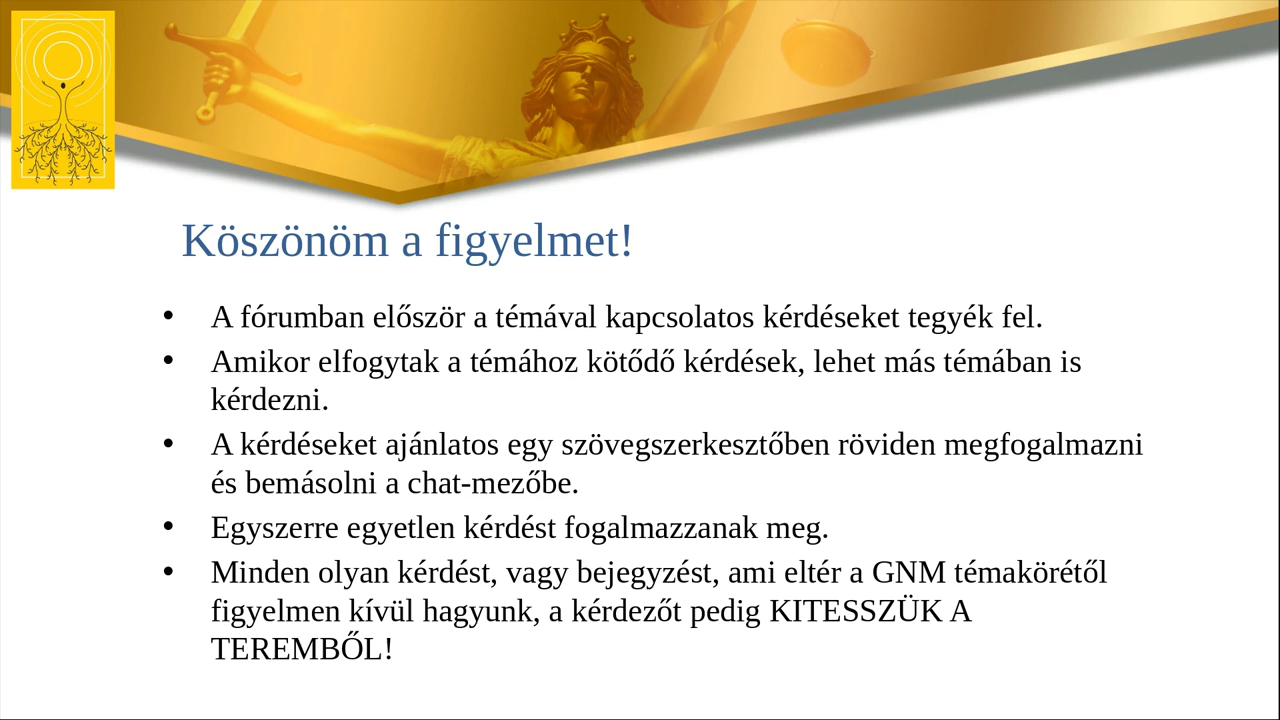 Köszönöm a figyelmet!
• A fórumban először a témával kapcsolatos kérdéseket tegyék fel.
• Amikor elfogytak a témához kötődő kérdések, lehet más témában is
kérdezni.
• A kérdéseket ajánlatos egy szövegszerkesztőben röviden megfogalmazni
és bemásolni a chat-mezőbe.
• Egyszerre egyetlen kérdést fogalmazzanak meg.
• Minden olyan kérdést, vagy bejegyzést, ami eltér a GNM témakörétől
figyelmen kívül hagyunk, a kérdezőt pedig KITESSZÜK A
TEREMBŐL!